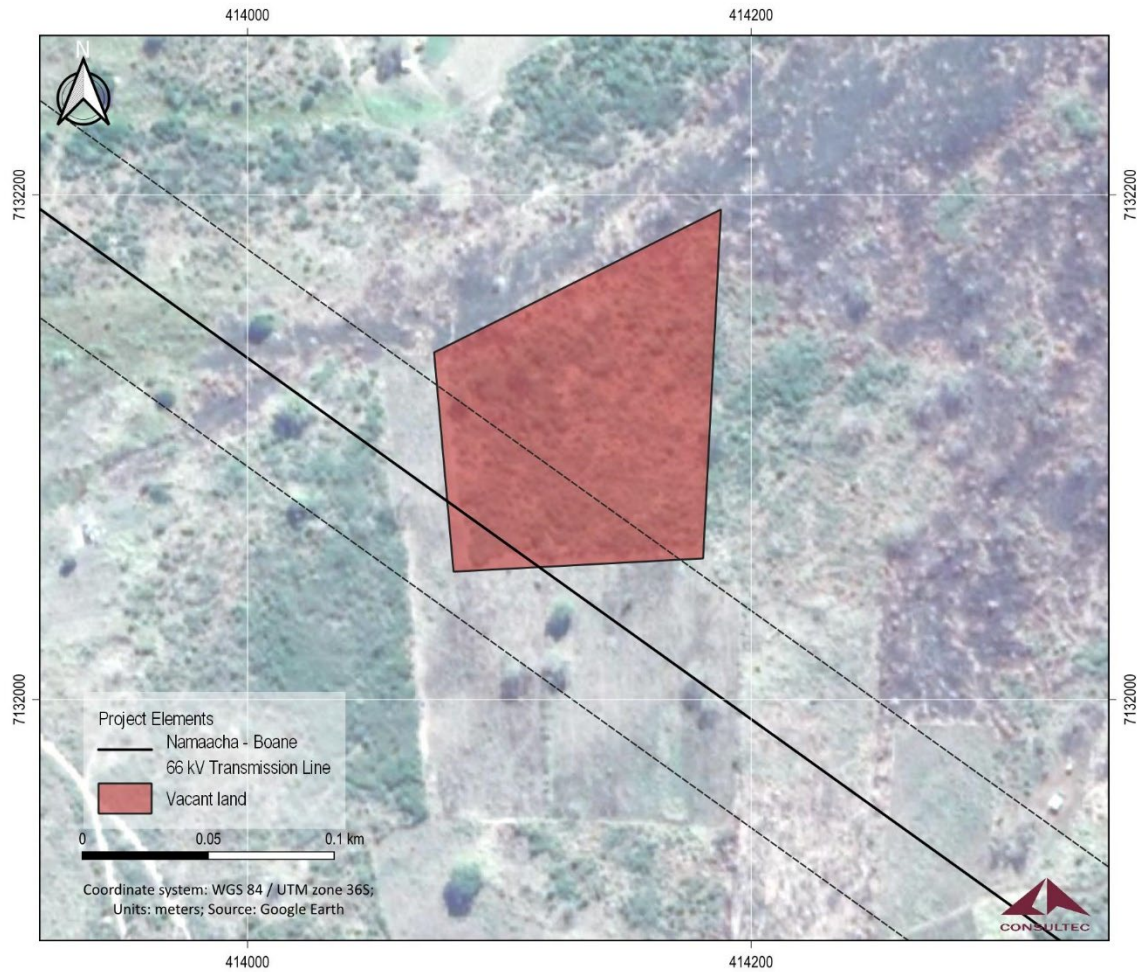 414000
414200
N
7132200
7132200
7132000
7132000
Project Elements
Namaacha - Boane
66 kV Transmission Line
Vacant land
0 0.05 0.1 km
Coordinate system: WGS 84 / UTM zone 36S;
Units: meters; Source: Google Earth
CONSULTEC
414000
414200